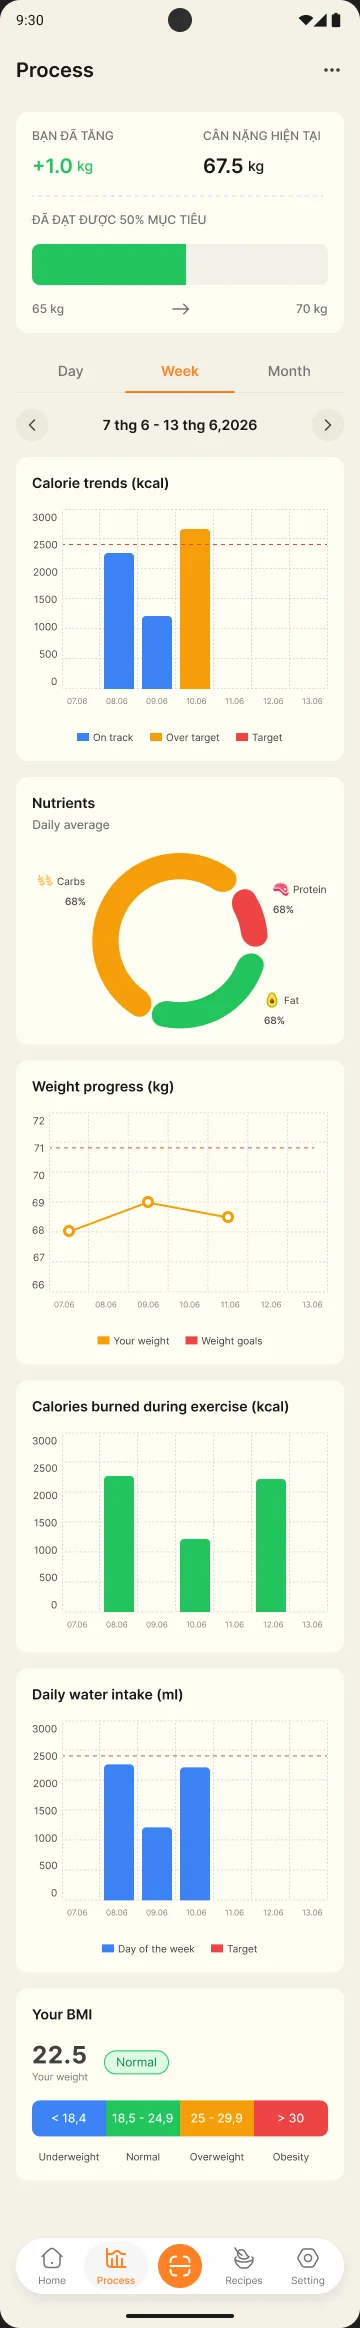 9:30
Process
BẠN ĐÃ TĂNG
CÂN NẶNG HIỆN TẠI
+1.0 kg
67.5 kg
ĐÃ ĐẠT ĐƯỢC 50% MỤC TIÊU
65 kg
70 kg
Day
Week
Month
7 thg 6 - 13 thg 6,2026
Calorie trends (kcal)
3000
2500
2000
1500
1000
500
0
07.06 08.06 09.06 10.06 11.06 12.06 13.06
On track
Over target
Target
Nutrients
Daily average
Carbs
68%
Protein
68%
Fat
68%
Weight progress (kg)
72
71
70
69
68
67
66
07.06 08.06 09.06 10.06 11.06 12.06 13.06
Your weight
Weight goals
Calories burned during exercise (kcal)
3000
2500
2000
1500
1000
500
0
07.06 08.06 09.06 10.06 11.06 12.06 13.06
Daily water intake (ml)
3000
2500
2000
1500
1000
500
0
07.06 08.06 09.06 10.06 11.06 12.06 13.06
Day of the week
Target
Your BMI
22.5
Normal
Your weight
< 18,4
18,5 - 24,9
25 - 29,9
> 30
Underweight
Normal
Overweight
Obesity
Home
Process
Recipes
Setting